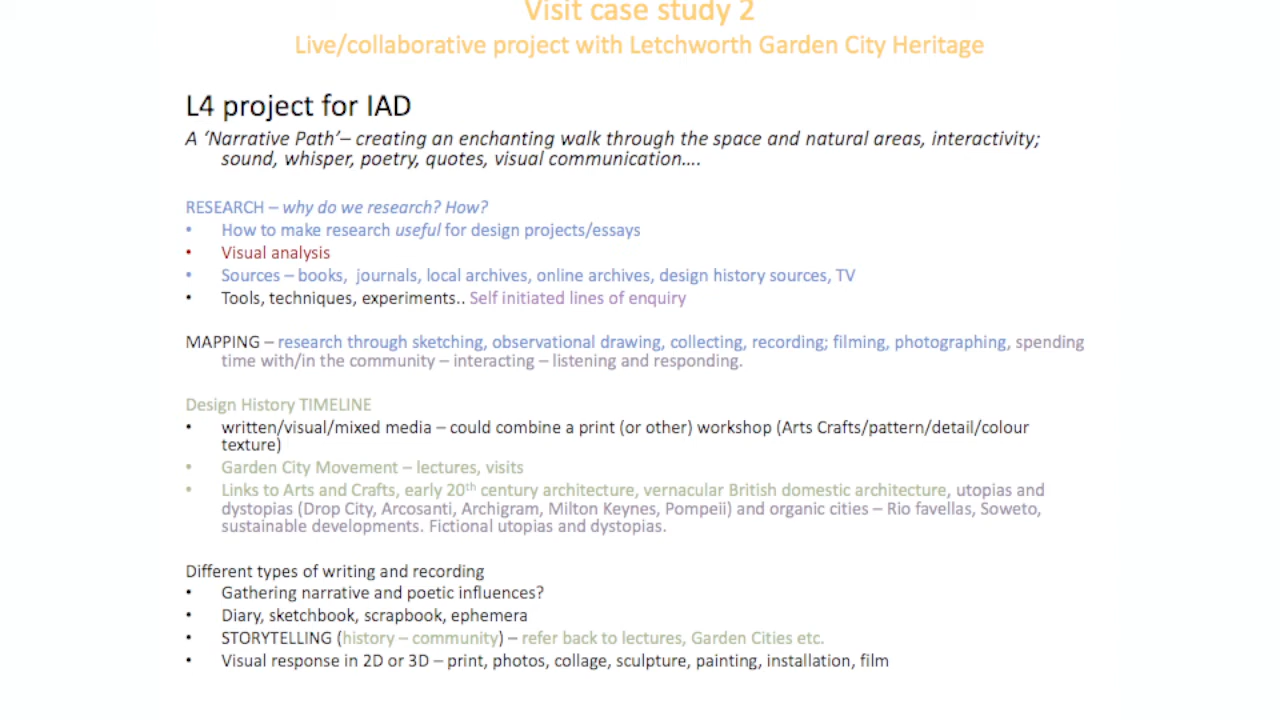 Visit case study 2
Live/collaborative project with Letchworth Garden City Heritage
L4 project for IAD
A ‘Narrative Path’– creating an enchanting walk through the space and natural areas, interactivity;
sound, whisper, poetry, quotes, visual communication….
RESEARCH – why do we research? How?
• How to make research useful for design projects/essays
• Visual analysis
• Sources – books, journals, local archives, online archives, design history sources, TV
• Tools, techniques, experiments.. Self initiated lines of enquiry
MAPPING – research through sketching, observational drawing, collecting, recording; filming, photographing, spending
time with/in the community – interacting – listening and responding.
Design History TIMELINE
• written/visual/mixed media – could combine a print (or other) workshop (Arts Crafts/pattern/detail/colour
texture)
• Garden City Movement – lectures, visits
• Links to Arts and Crafts, early 20th century architecture, vernacular British domestic architecture, utopias and
dystopias (Drop City, Arcosanti, Archigram, Milton Keynes, Pompeii) and organic cities – Rio favellas, Soweto,
sustainable developments. Fictional utopias and dystopias.
Different types of writing and recording
• Gathering narrative and poetic influences?
• Diary, sketchbook, scrapbook, ephemera
• STORYTELLING (history – community) – refer back to lectures, Garden Cities etc.
• Visual response in 2D or 3D – print, photos, collage, sculpture, painting, installation, film